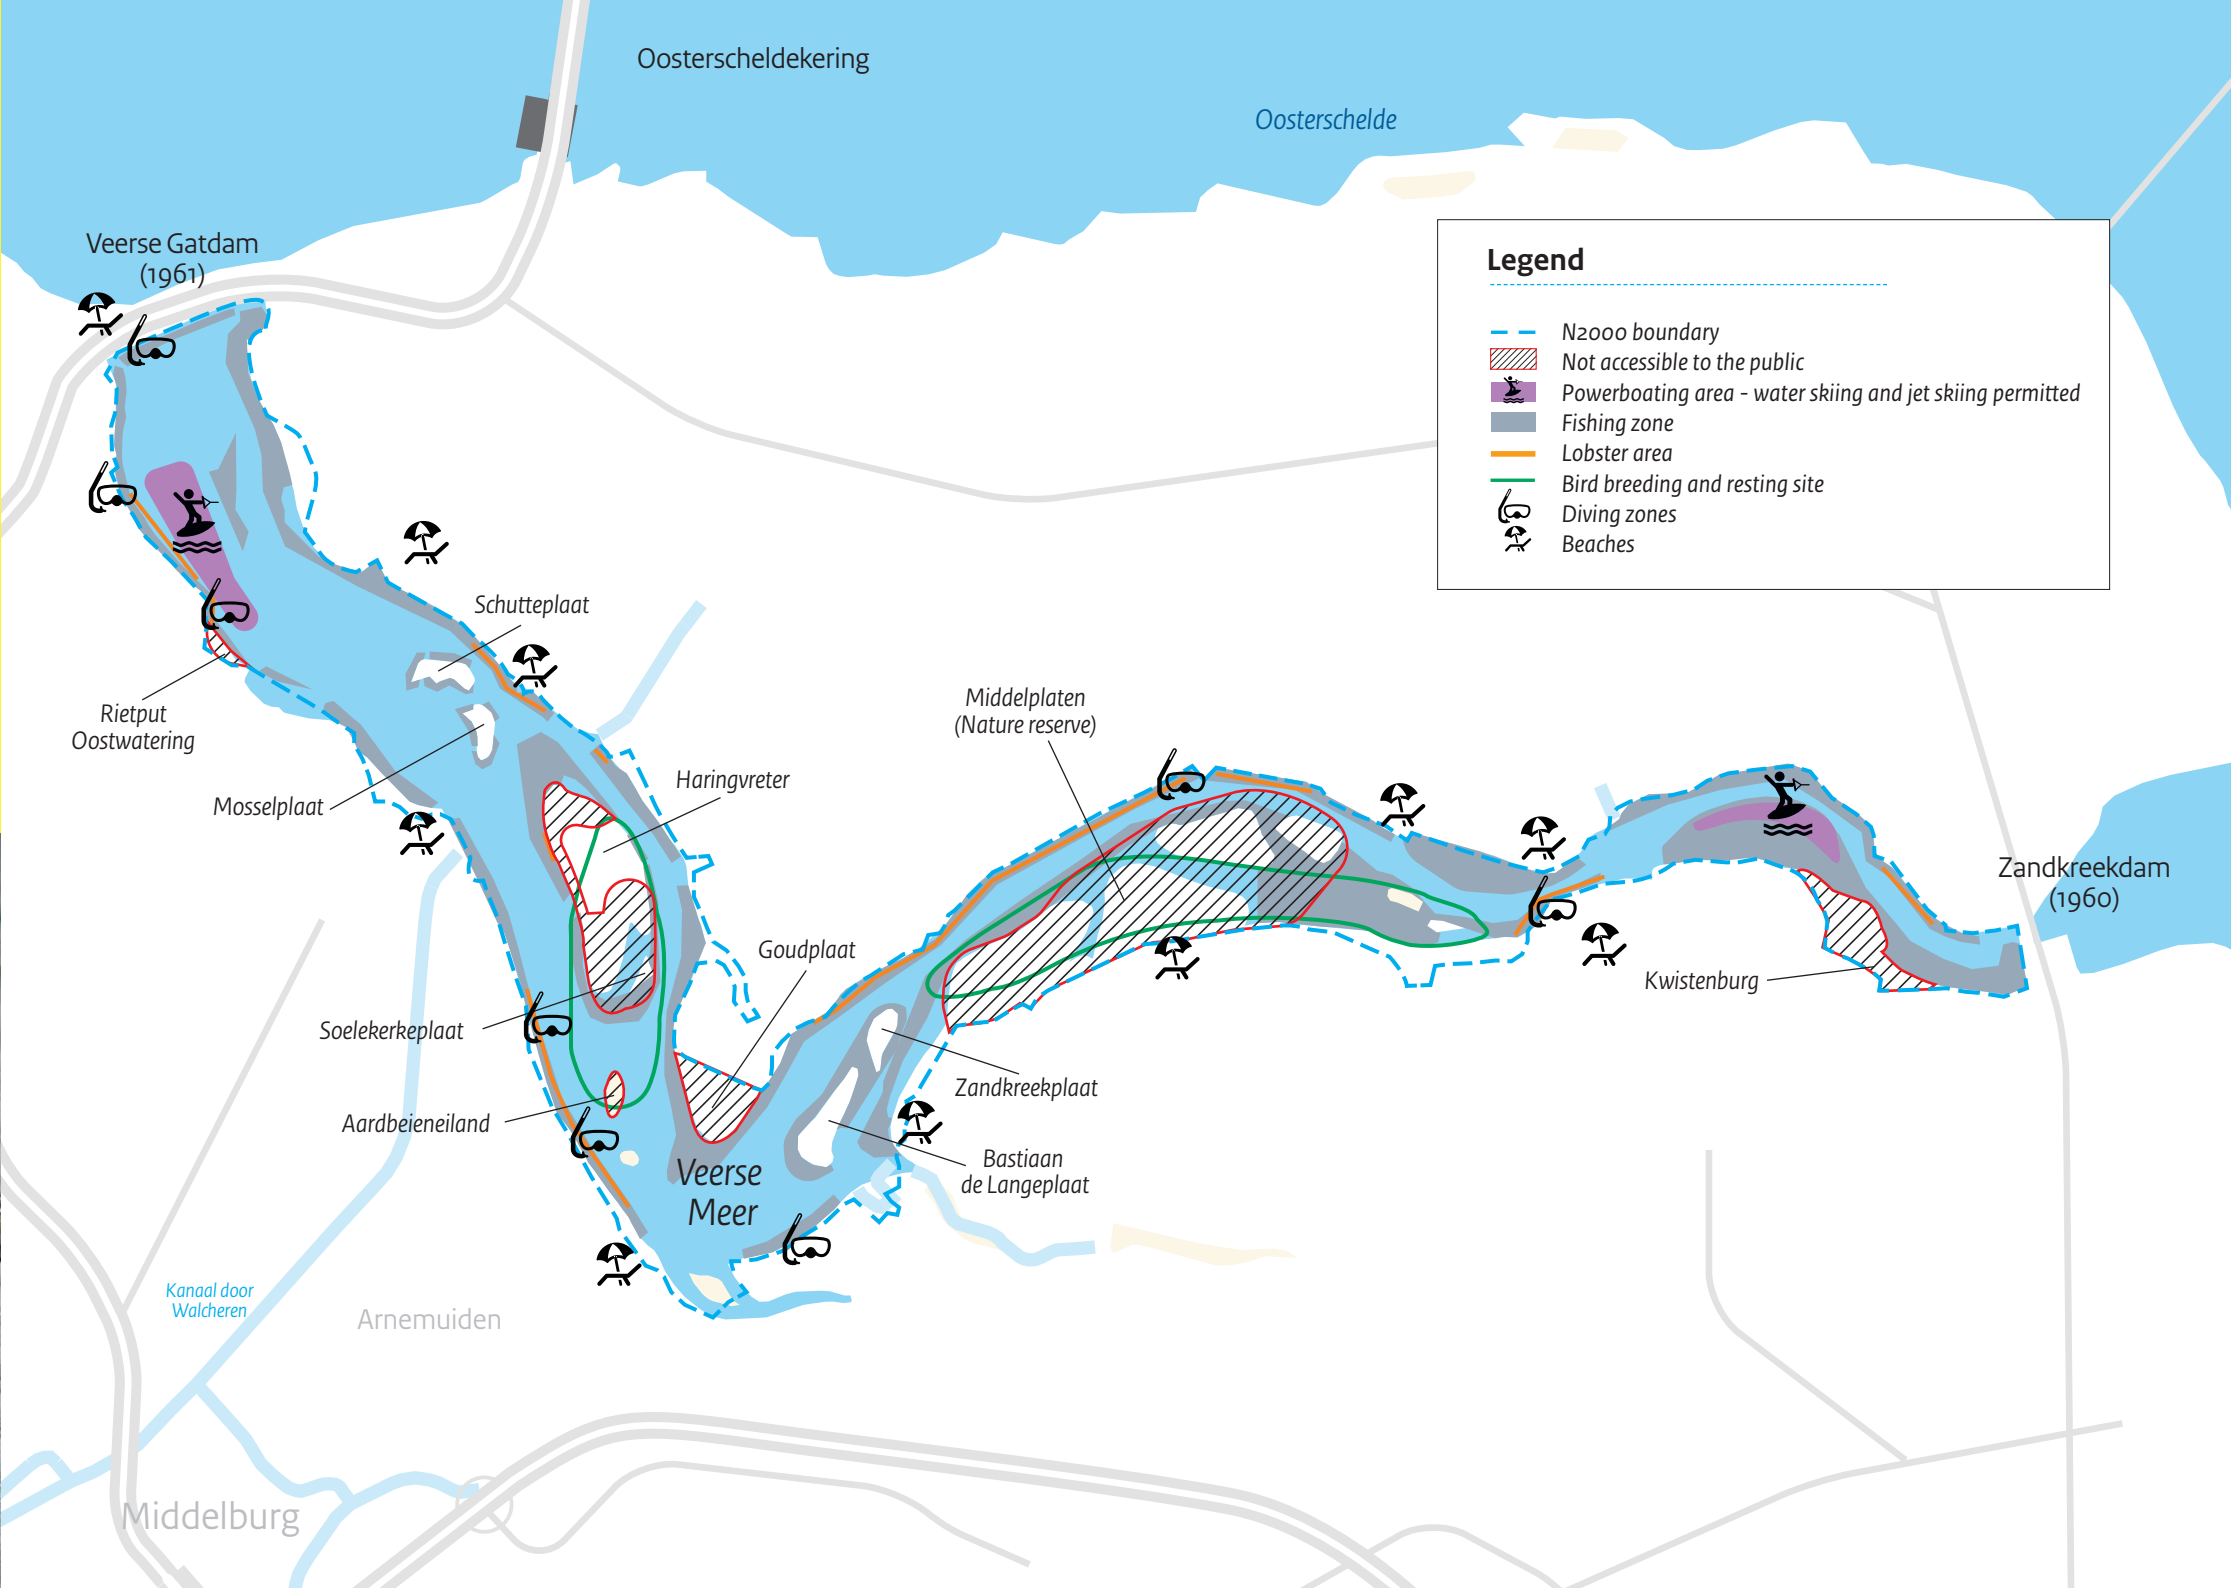 Oosterscheldekering
Oosterschelde
Veerse Gatdam
(1961)
Legend
N2000 boundary
Not accessible to the public
Powerboating area - water skiing and jet skiing permitted
Fishing zone
Lobster area
Bird breeding and resting site
Diving zones
Beaches
Schutteplaat
Rietput
Oostwatering
Mosselplaat
Haringvreter
Middelplaten
(Nature reserve)
Zandkreekdam
(1960)
Goudplaat
Kwistenburg
Soelekerkeplaat
Zandkreekplaat
Aardbeieneiland
Bastiaan
de Langeplaat
Veerse
Meer
Kanaal door
Walcheren
Arnemuiden
Middelburg